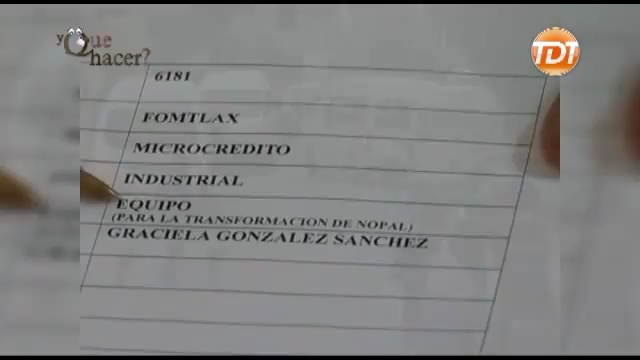 y Que
hacer?
TDT
6181
FOMTLAX
MICROCREDITO
INDUSTRIAL
EQUIPO
(PARA LA TRANSFORMACION DE NOPAL)
GRACIELA GONZALEZ SANCHEZ